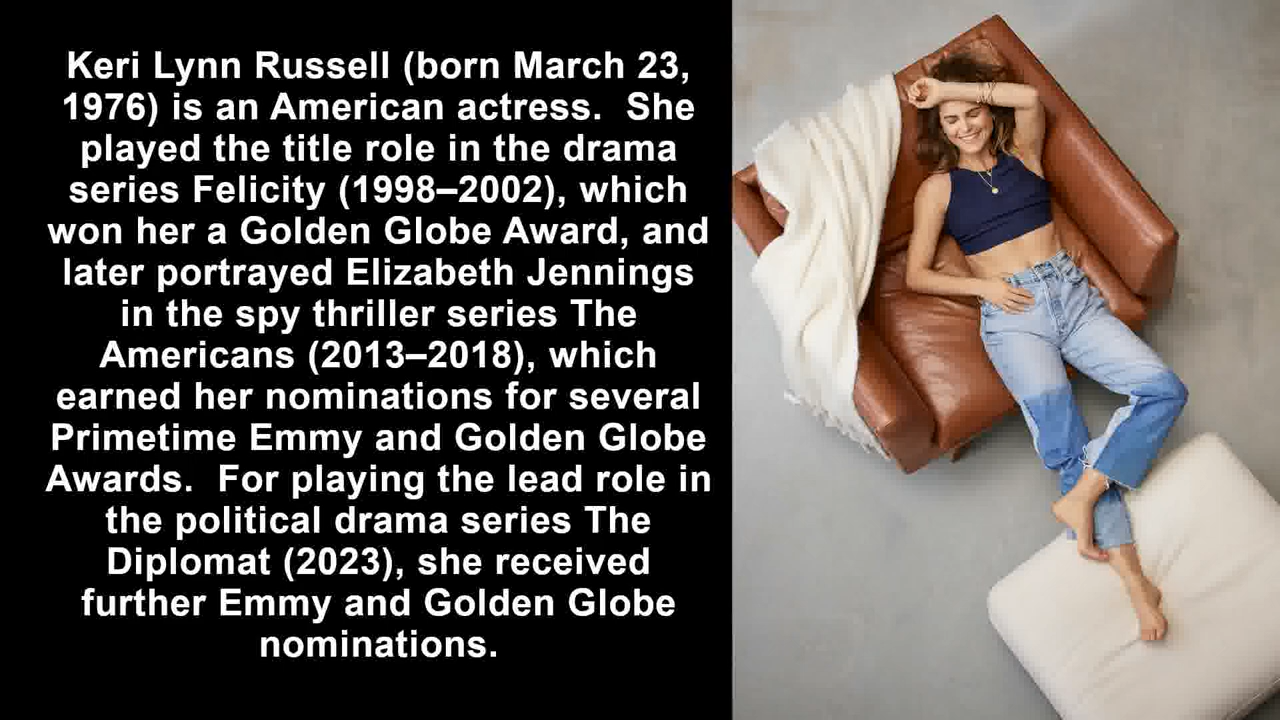 Keri Lynn Russell (born March 23,
1976) is an American actress.  She
played the title role in the drama
series Felicity (1998–2002), which
won her a Golden Globe Award, and
later portrayed Elizabeth Jennings
in the spy thriller series The
Americans (2013–2018), which
earned her nominations for several
Primetime Emmy and Golden Globe
Awards.  For playing the lead role in
the political drama series The
Diplomat (2023), she received
further Emmy and Golden Globe
nominations.